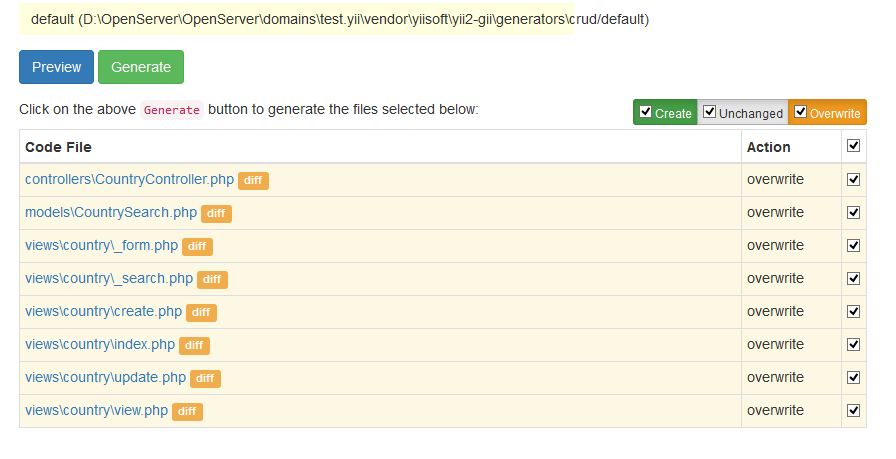 default (D:\OpenServer\OpenServer\domains\test.yii\vendor\yiisoft\yii2-gii\generators\crud/default)
Preview Generate
Click on the above Generate button to generate the files selected below: Create Unchanged Overwrite
Code File Action
controllers\CountryController.php diff overwrite
models\CountrySearch.php diff overwrite
views\country\_form.php diff overwrite
views\country\_search.php diff overwrite
views\country\create.php diff overwrite
views\country\index.php diff overwrite
views\country\update.php diff overwrite
views\country\view.php diff overwrite